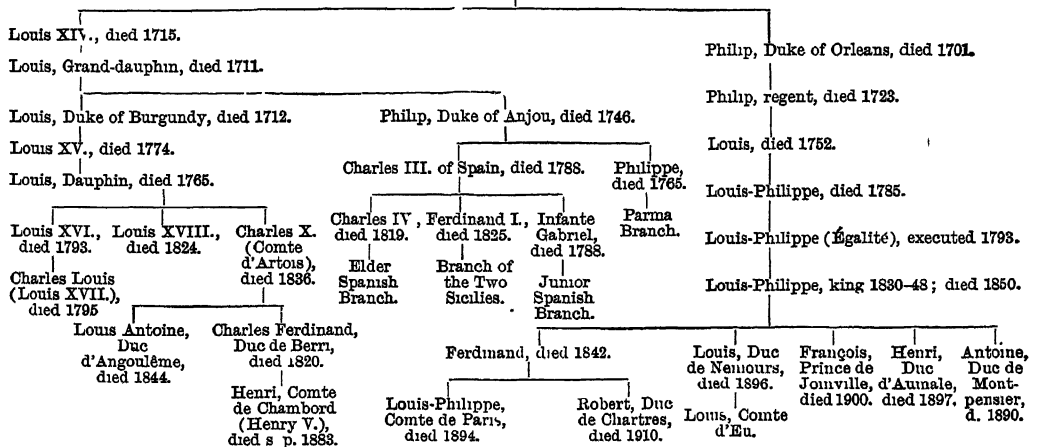 Louis XIV., died 1715.
Louis, Grand-dauphin, died 1711.
Louis, Duke of Burgundy, died 1712.
Louis XV., died 1774.
Louis, Dauphin, died 1765.
Louis XVI.,
died 1793.
Charles Louis
(Louis XVII.),
died 1795
Louis XVIII.,
died 1824.
Charles X.
(Comte
d'Artois),
died 1836.
Louis Antoine,
Duc
d'Angoulême,
died 1844.
Charles Ferdinand,
Duc de Berri,
died 1820.
Henri, Comte
de Chambord
(Henry V.),
died s p. 1883.
Philip, Duke of Anjou, died 1746.
Charles III. of Spain, died 1788.
Philippe,
died 1765.
Parma
Branch.
Charles IV,
died 1819.
Elder
Spanish
Branch.
Ferdinand I.,
died 1825.
Branch of
the Two
Sicilies.
Infante
Gabriel,
died 1788.
Junior
Spanish
Branch.
Philip, Duke of Orleans, died 1701.
Philip, regent, died 1723.
Louis, died 1752.
Louis-Philippe, died 1785.
Louis-Philippe (Égalité), executed 1793.
Louis-Philippe, king 1830-48; died 1850.
Ferdinand, died 1842.
Louis-Philippe,
Comte de Paris,
died 1894.
Robert, Duc
de Chartres,
died 1910.
Louis, Duc
de Nemours,
died 1896.
Louis, Comte
d'Eu.
François,
Prince de
Joinville,
died 1900.
Henri,
Duc
d'Aumale,
died 1897.
Antoine,
Duc de
Mont-
pensier,
d. 1890.